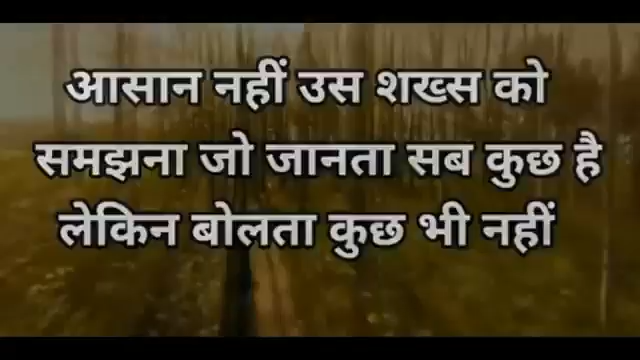 आसान नहीं उस शख्स को
समझना जो जानता सब कुछ है
लेकिन बोलता कुछ भी नहीं